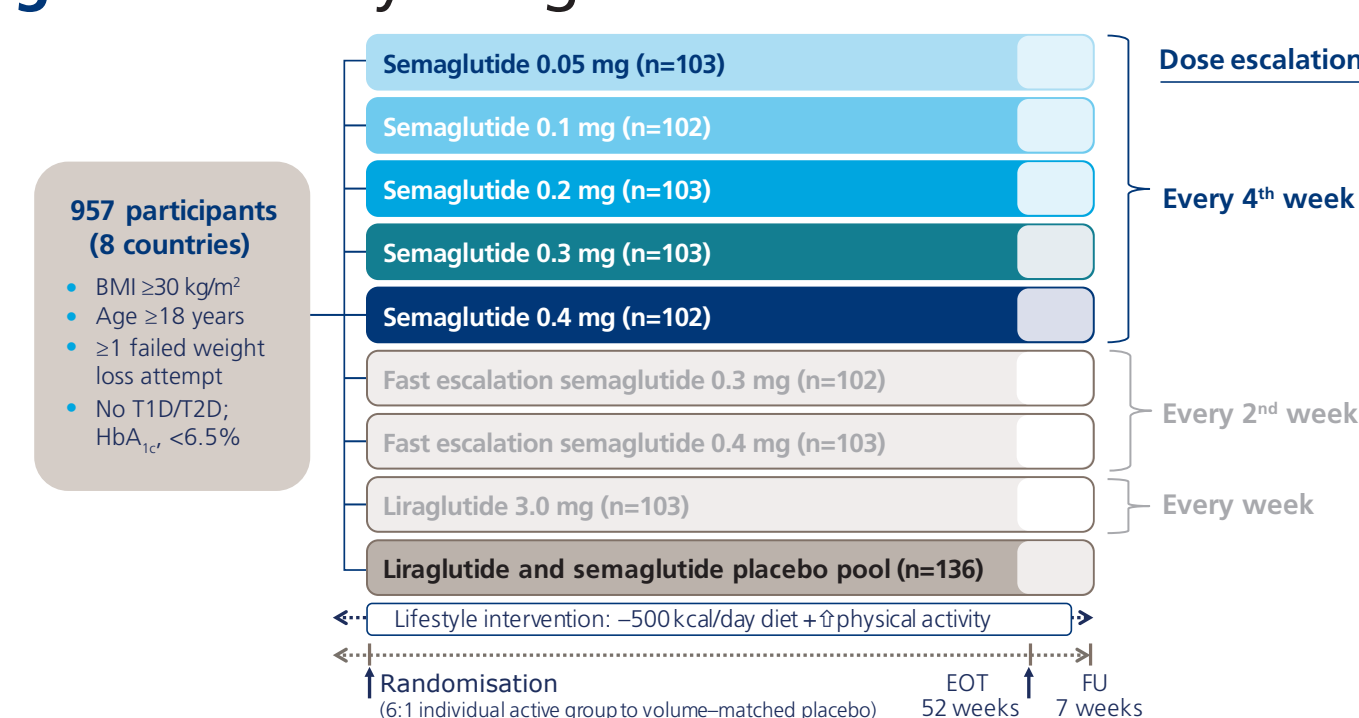 957 participants
(8 countries)
• BMI ≥30 kg/m²
• Age ≥18 years
• ≥1 failed weight
loss attempt
• No T1D/T2D;
HbA1c, <6.5%
Semaglutide 0.05 mg (n=103)
Semaglutide 0.1 mg (n=102)
Semaglutide 0.2 mg (n=103)
Semaglutide 0.3 mg (n=103)
Semaglutide 0.4 mg (n=102)
Fast escalation semaglutide 0.3 mg (n=102)
Fast escalation semaglutide 0.4 mg (n=103)
Liraglutide 3.0 mg (n=103)
Liraglutide and semaglutide placebo pool (n=136)
Dose escalation
Every 4th week
Every 2nd week
Every week
Lifestyle intervention: –500 kcal/day diet + ⇧physical activity
Randomisation
(6:1 individual active group to volume–matched placebo)
EOT
52 weeks
FU
7 weeks